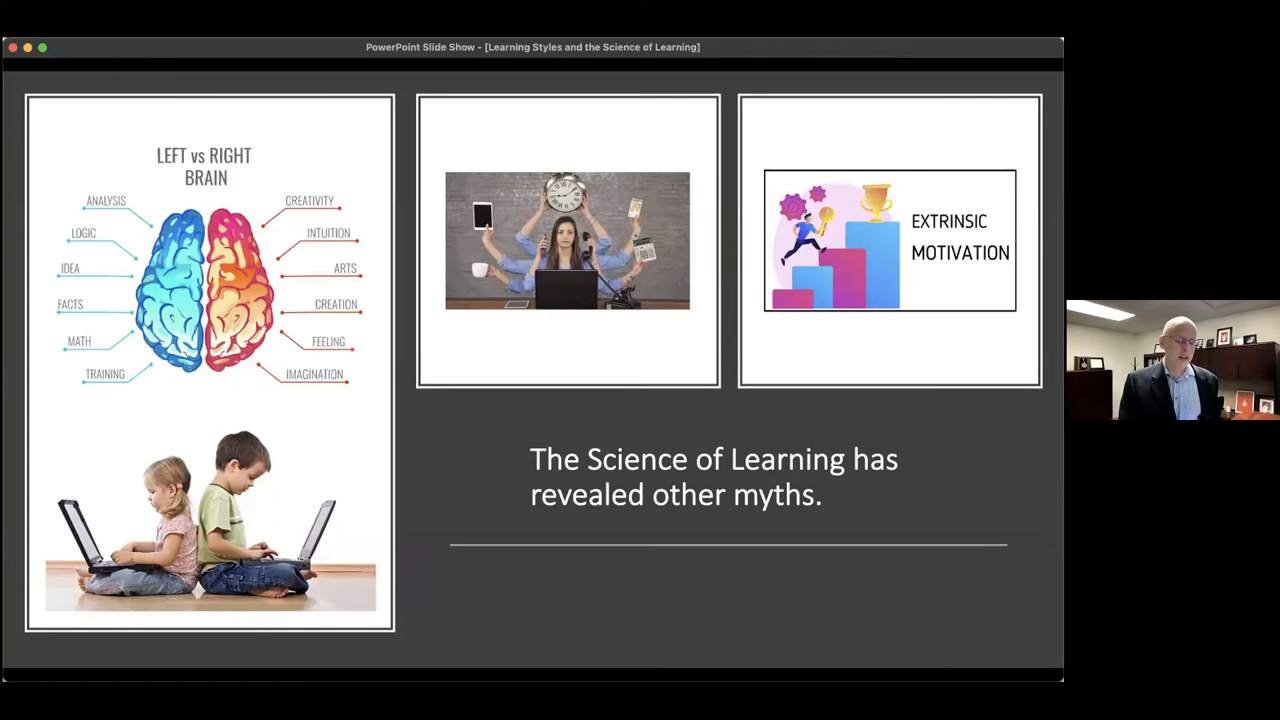 PowerPoint Slide Show - [Learning Styles and the Science of Learning]
LEFT vs RIGHT
BRAIN
ANALYSIS
LOGIC
IDEA
FACTS
MATH
TRAINING
CREATIVITY
INTUITION
ARTS
CREATION
FEELING
IMAGINATION
EXTRINSIC
MOTIVATION
The Science of Learning has
revealed other myths.